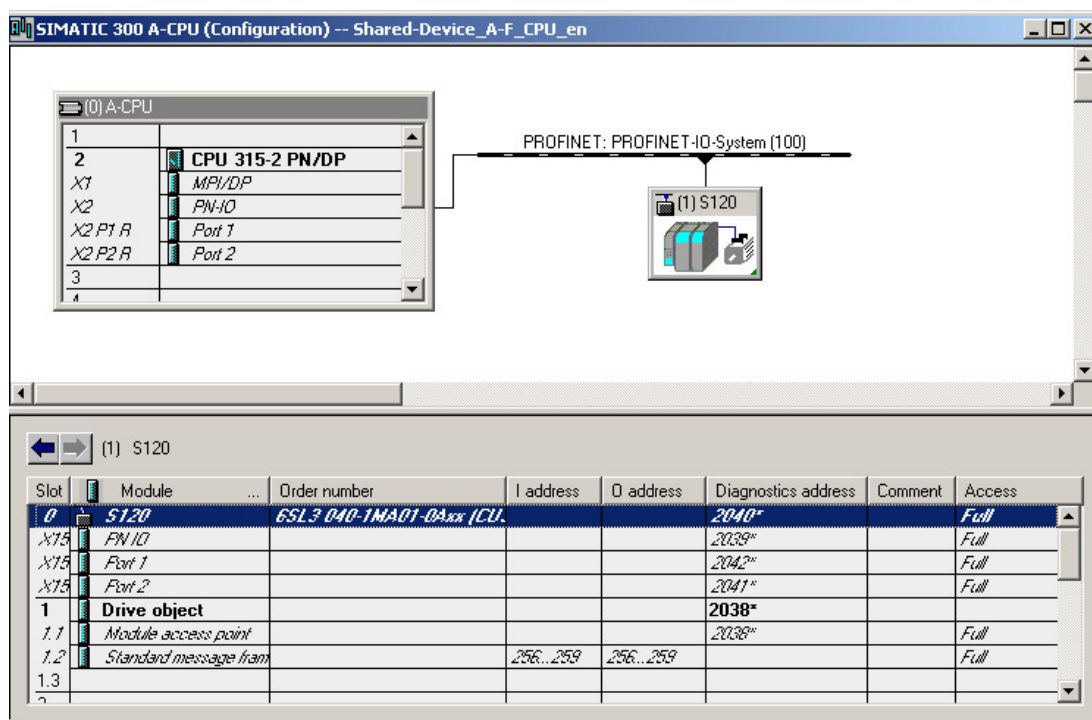 SIMATIC 300 A-CPU (Configuration) -- Shared-Device_A-F_CPU_en
(0) A-CPU
1
2 CPU 315-2 PN/DP
X1 MPI/DP
X2 PN-IO
X2 P1 R Port 1
X2 P2 R Port 2
3
4
PROFINET: PROFINET-IO-System (100)
(1) S120
(1) S120
Slot Module ... Order number I address O address Diagnostics address Comment Access
0 S120 6SL3 040-1MA01-0Axx (CU. 2040* Full
X15 PN IO 2039* Full
X15 Port 1 2042* Full
X15 Port 2 2041* Full
1 Drive object 2038*
1.1 Module access point 2038* Full
1.2 Standard message fram 256...259 256...259 Full
1.3
2